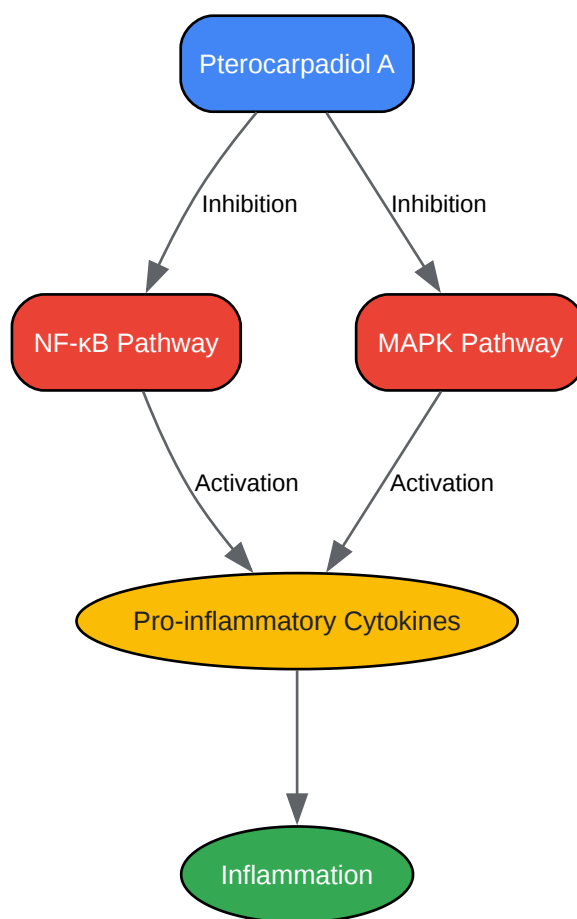 Pterocarpadiol A
Inhibition
Inhibition
NF-κB Pathway
MAPK Pathway
Activation
Activation
Pro-inflammatory Cytokines
Inflammation